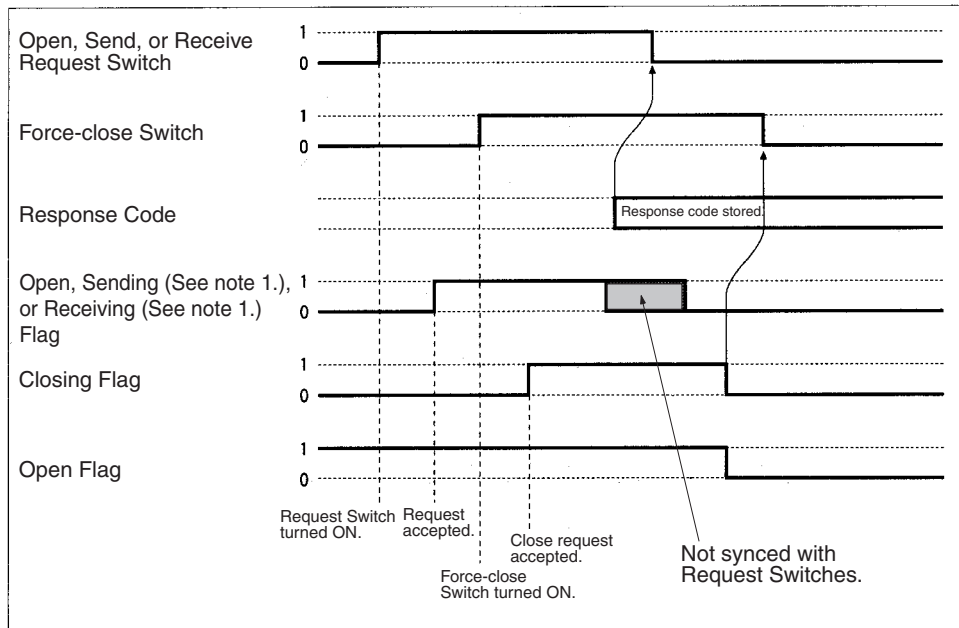 Open, Send, or Receive
Request Switch
1
0
Force-close Switch
1
0
Response Code
Response code stored.
Open, Sending (See note 1.),
or Receiving (See note 1.)
Flag
1
0
Closing Flag
1
0
Open Flag
1
0
Request Switch
turned ON.
Request
accepted.
Close request
accepted.
Force-close
Switch turned ON.
Not synced with
Request Switches.